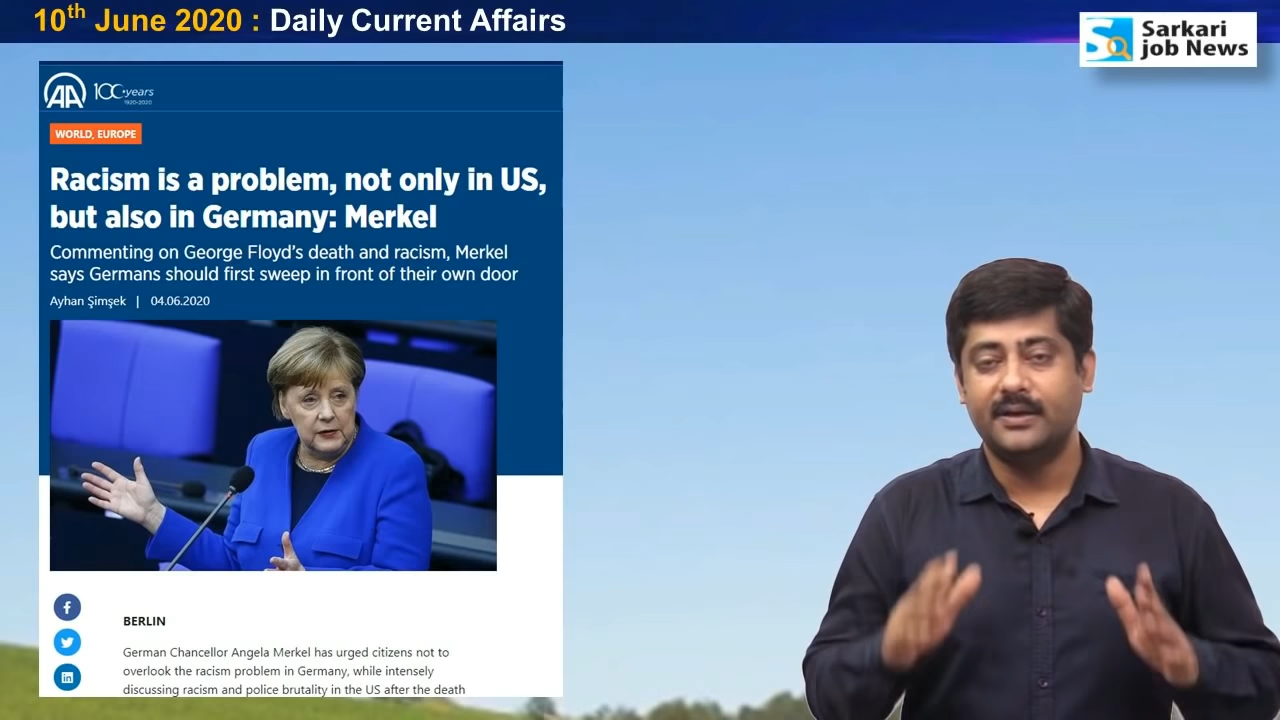 10th June 2020 : Daily Current Affairs
Sarkari
job News
AA 100 years
1920-2020
WORLD, EUROPE
Racism is a problem, not only in US,
but also in Germany: Merkel
Commenting on George Floyd's death and racism, Merkel
says Germans should first sweep in front of their own door
Ayhan Şimşek | 04.06.2020
BERLIN
German Chancellor Angela Merkel has urged citizens not to
overlook the racism problem in Germany, while intensely
discussing racism and police brutality in the US after the death